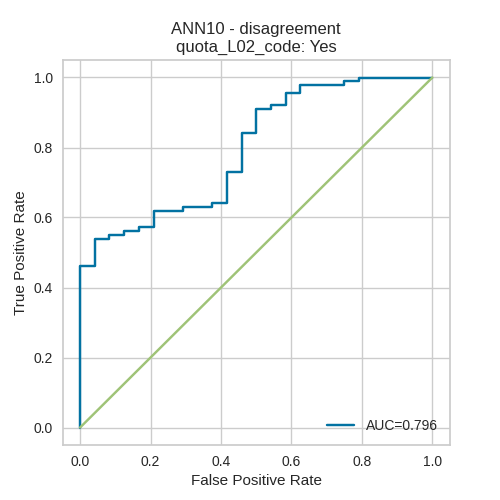 ANN10 - disagreement
quota_L02_code: Yes
True Positive Rate
1.0
0.8
0.6
0.4
0.2
0.0
AUC=0.796
0.0 0.2 0.4 0.6 0.8 1.0
False Positive Rate